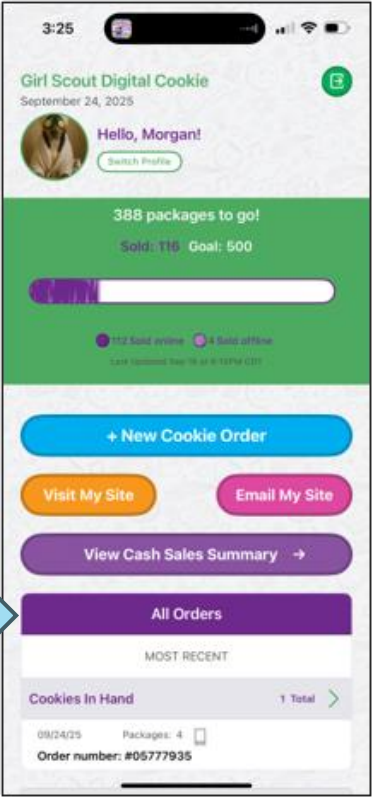 3:25
Girl Scout Digital Cookie
September 24, 2025
Hello, Morgan!
Switch Profile
388 packages to go!
Sold: 116 Goal: 500
112 Sold online 4 Sold offline
+ New Cookie Order
Visit My Site
Email My Site
View Cash Sales Summary →
All Orders
MOST RECENT
Cookies In Hand 1 Total
09/24/25 Packages: 4
Order number: #05777935